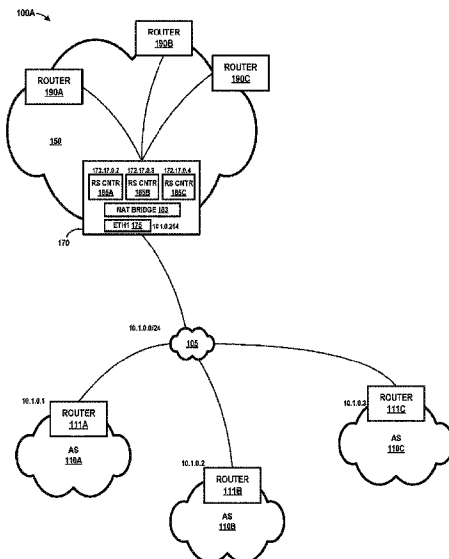 100A
ROUTER
190B
ROUTER
190A
ROUTER
190C
150
172.17.0.2 172.17.0.3 172.17.0.4
RS CNTR
185A
RS CNTR
185B
RS CNTR
185C
NAT BRIDGE 183
ETH1 175
10.1.0.254
170
10.1.0.0/24
105
10.1.0.1
ROUTER
111A
AS
110A
10.1.0.2
ROUTER
111B
AS
110B
10.1.0.3
ROUTER
111C
AS
110C